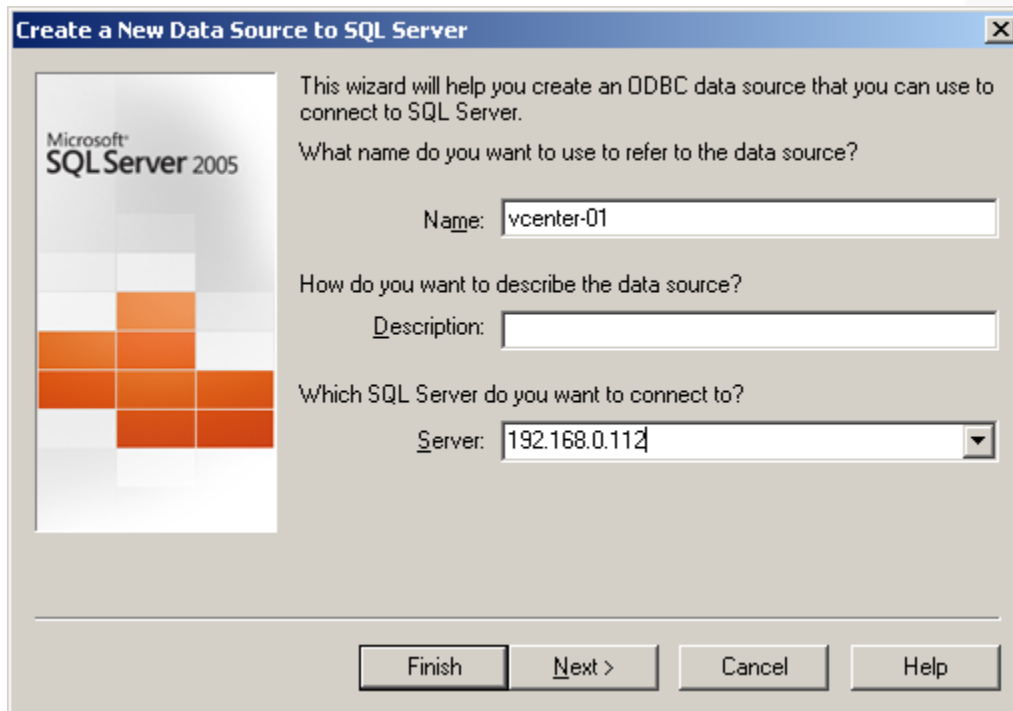 Create a New Data Source to SQL Server
Microsoft
SQL Server 2005
This wizard will help you create an ODBC data source that you can use to
connect to SQL Server.
What name do you want to use to refer to the data source?
Name: vcenter-01
How do you want to describe the data source?
Description:
Which SQL Server do you want to connect to?
Server: 192.168.0.112
Finish Next > Cancel Help